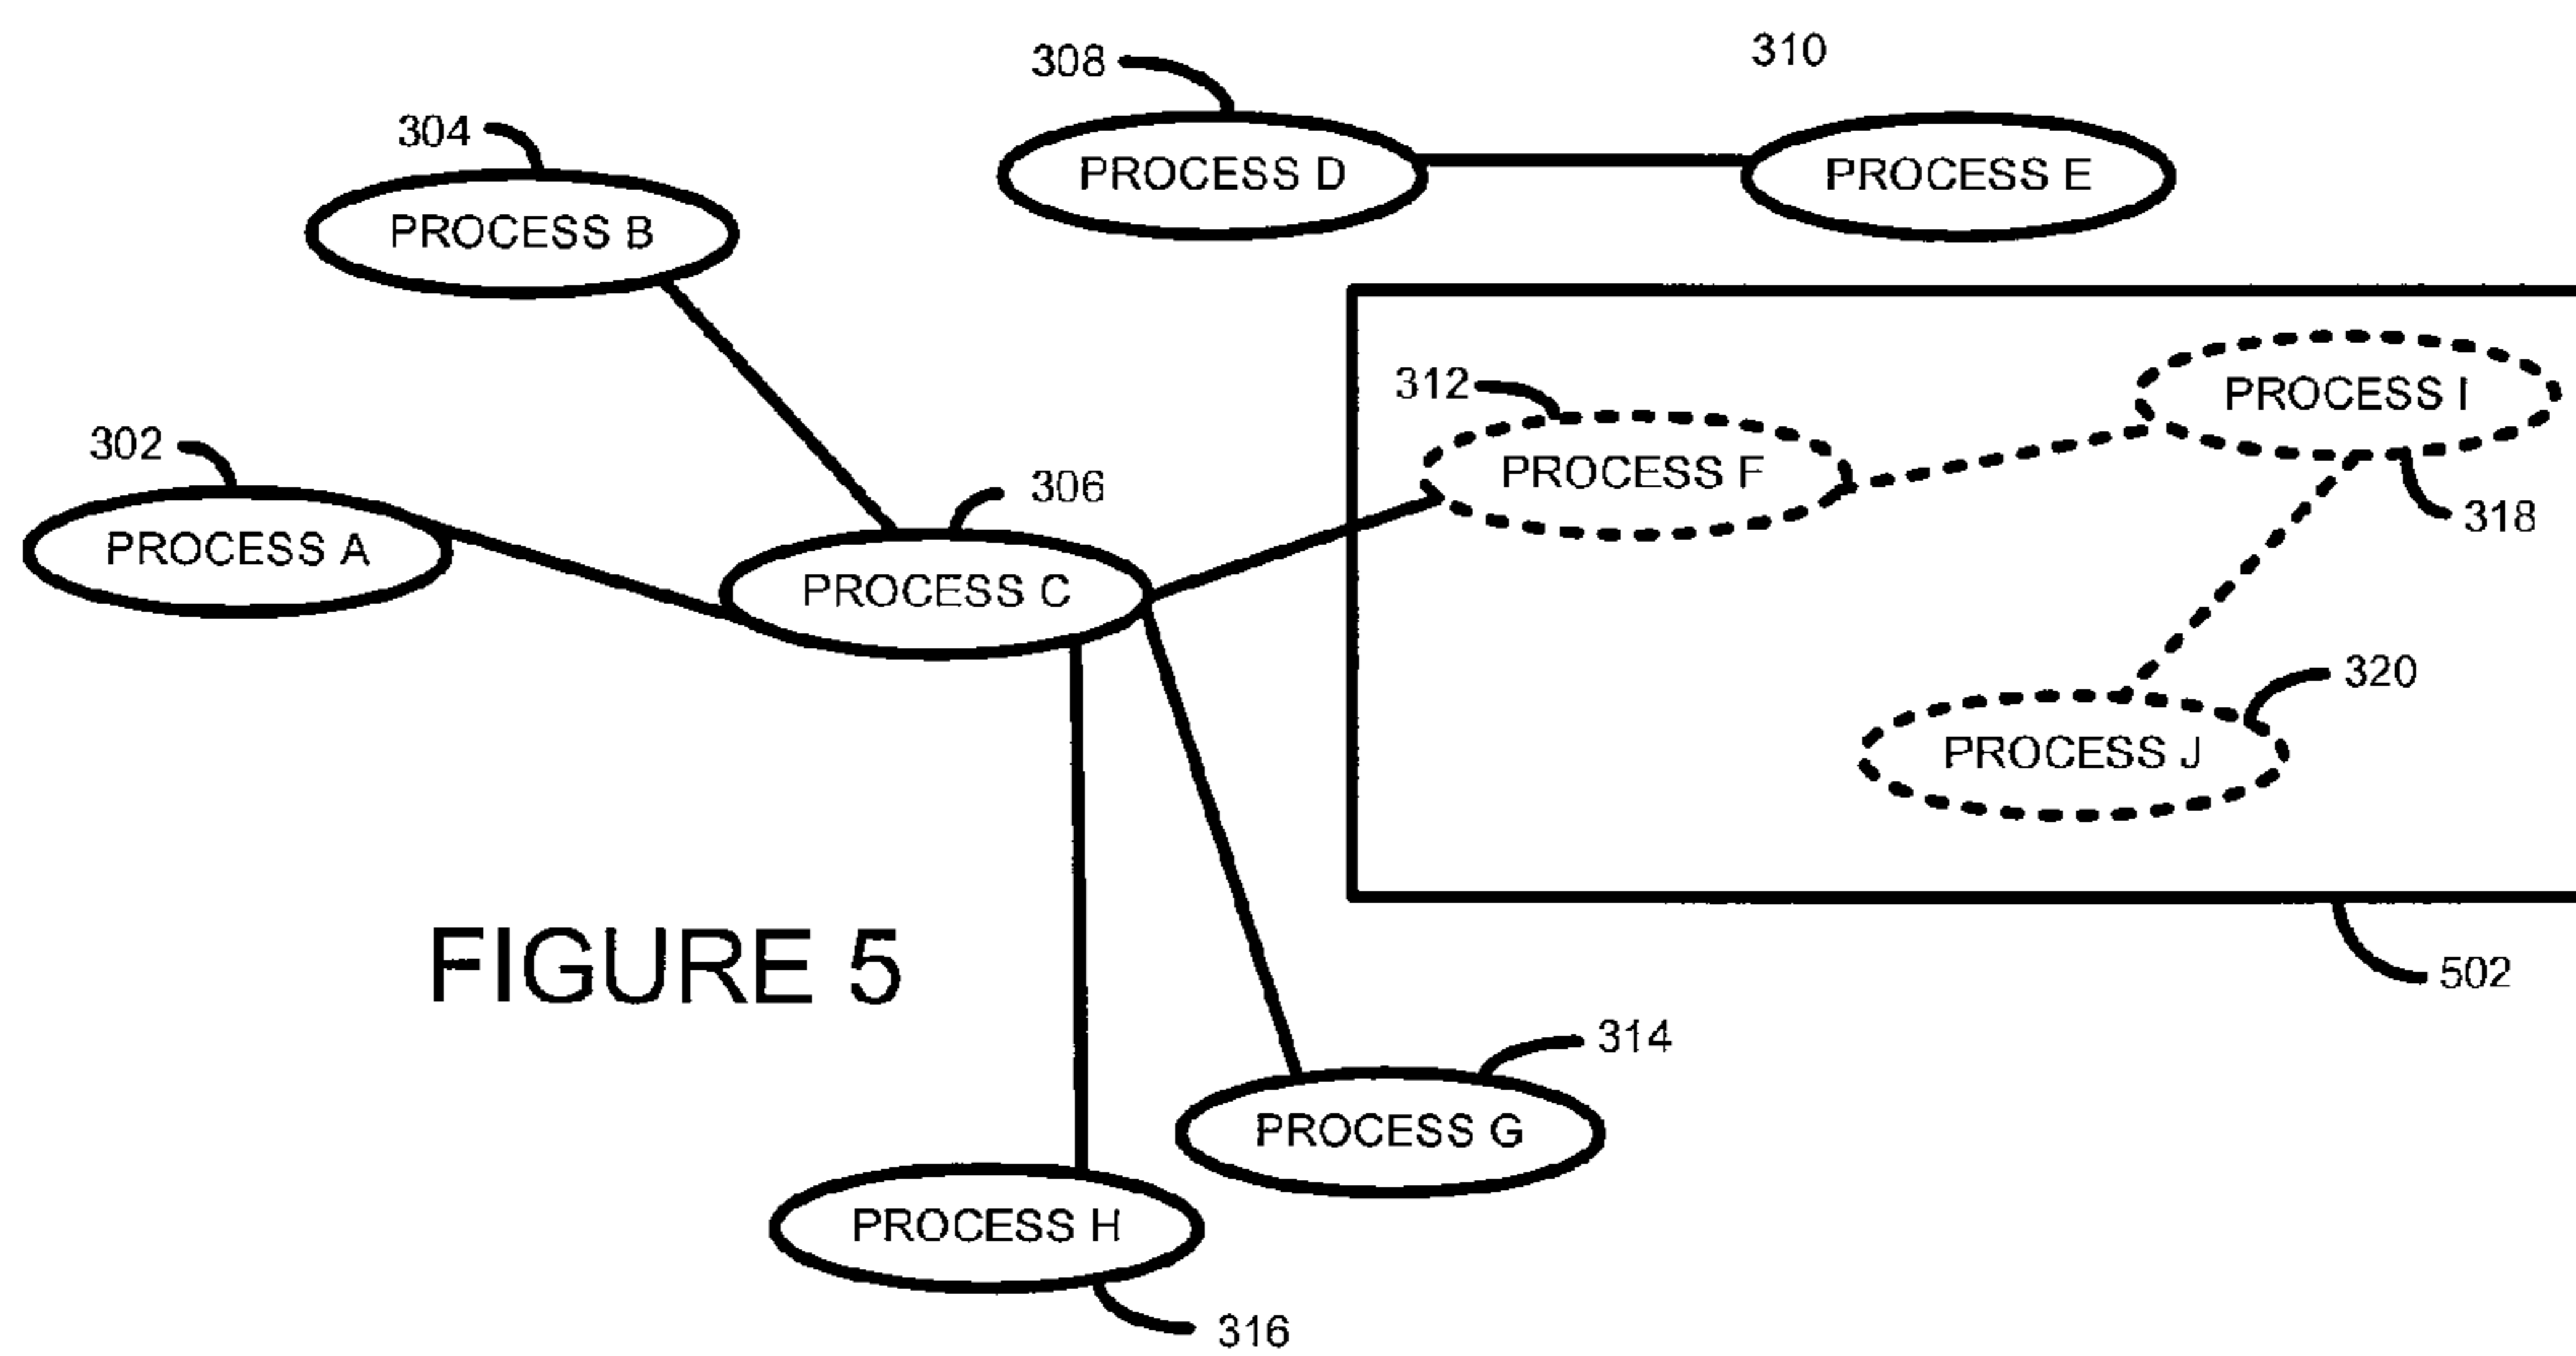 308
310
304
PROCESS D
PROCESS E
PROCESS B
312
PROCESS I
302
306
PROCESS F
318
PROCESS A
PROCESS C
320
PROCESS J
FIGURE 5
502
314
PROCESS G
PROCESS H
316